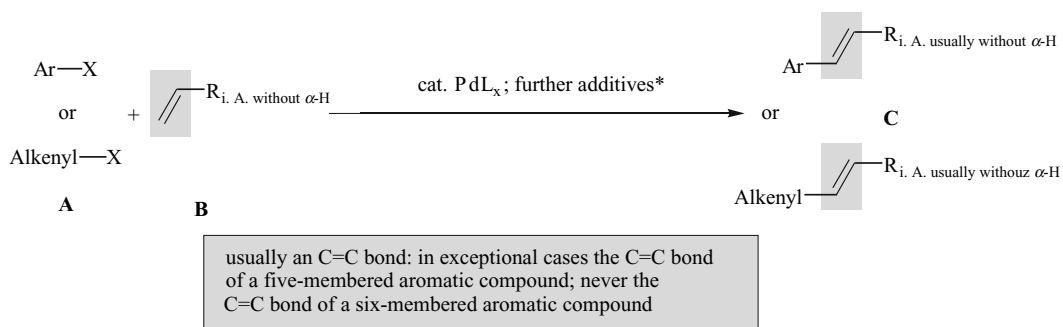 Ar—X
or
Alkenyl—X
A
+
R i. A. without α-H
B
cat. PdLx; further additives*
Ar R i. A. usually without α-H
or
C
Alkenyl R i. A. usually withouz α-H
usually an C=C bond: in exceptional cases the C=C bond
of a five-membered aromatic compound; never the
C=C bond of a six-membered aromatic compound